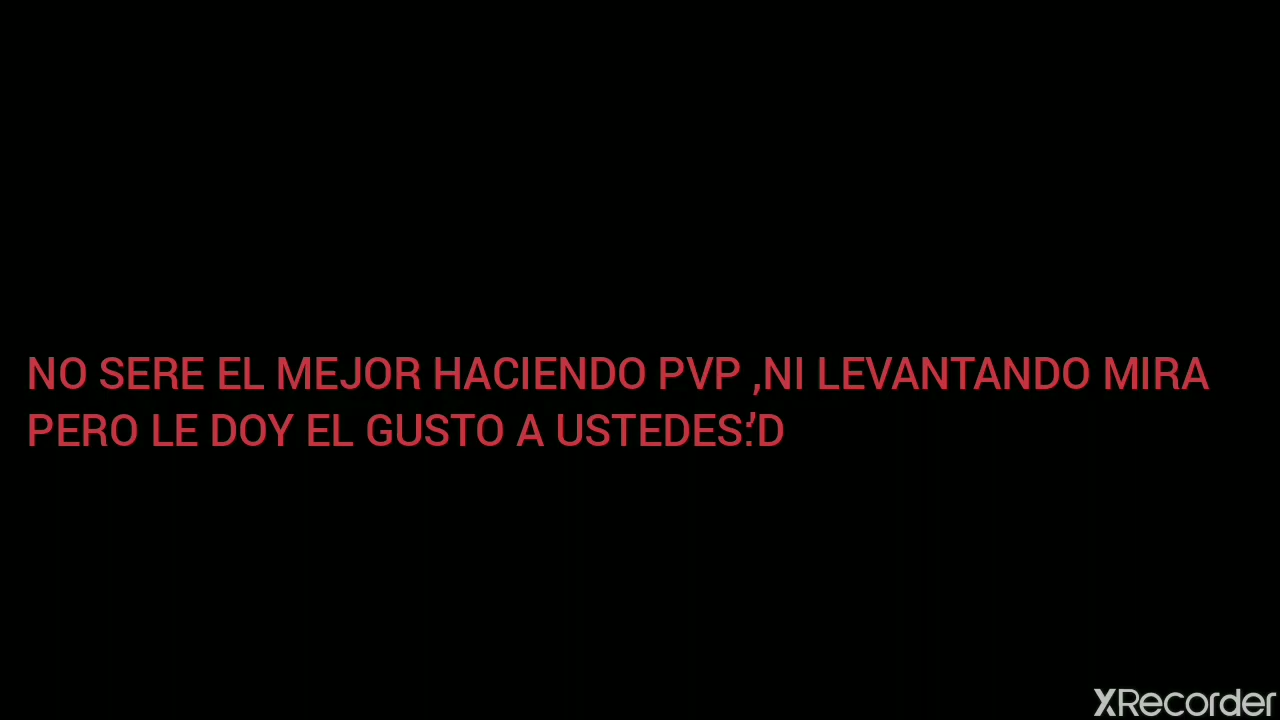 NO SERE EL MEJOR HACIENDO PVP ,NI LEVANTANDO MIRA
PERO LE DOY EL GUSTO A USTEDES:'D
XRecorder